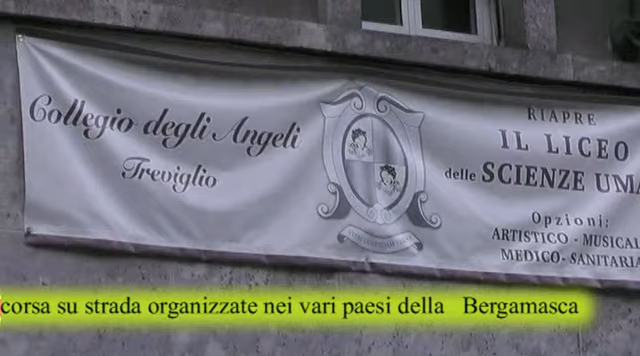 Collegio degli Angeli
Treviglio
RIAPRE
IL LICEO
delle SCIENZE UMA
Opzioni:
ARTISTICO - MUSICAL
MEDICO-SANITARIA
corsa su strada organizzate nei vari paesi della Bergamasca